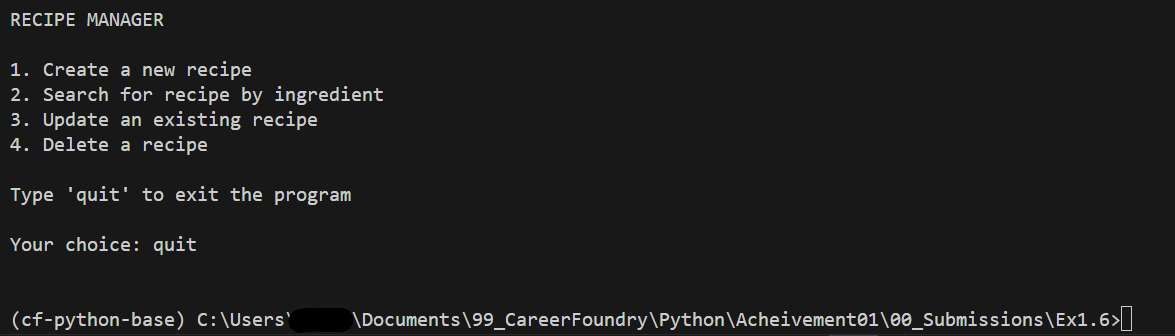 RECIPE MANAGER
1. Create a new recipe
2. Search for recipe by ingredient
3. Update an existing recipe
4. Delete a recipe
Type 'quit' to exit the program
Your choice: quit
(cf-python-base) C:\Users\ \Documents\99_CareerFoundry\Python\Acheivement01\00_Submissions\Ex1.6>